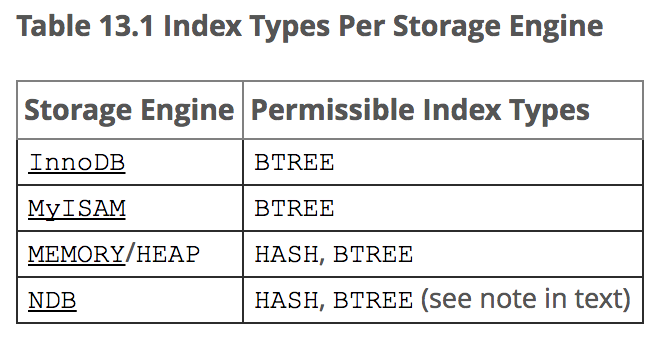 Table 13.1 Index Types Per Storage Engine
Storage Engine Permissible Index Types
InnoDB BTREE
MyISAM BTREE
MEMORY/HEAP HASH, BTREE
NDB HASH, BTREE (see note in text)